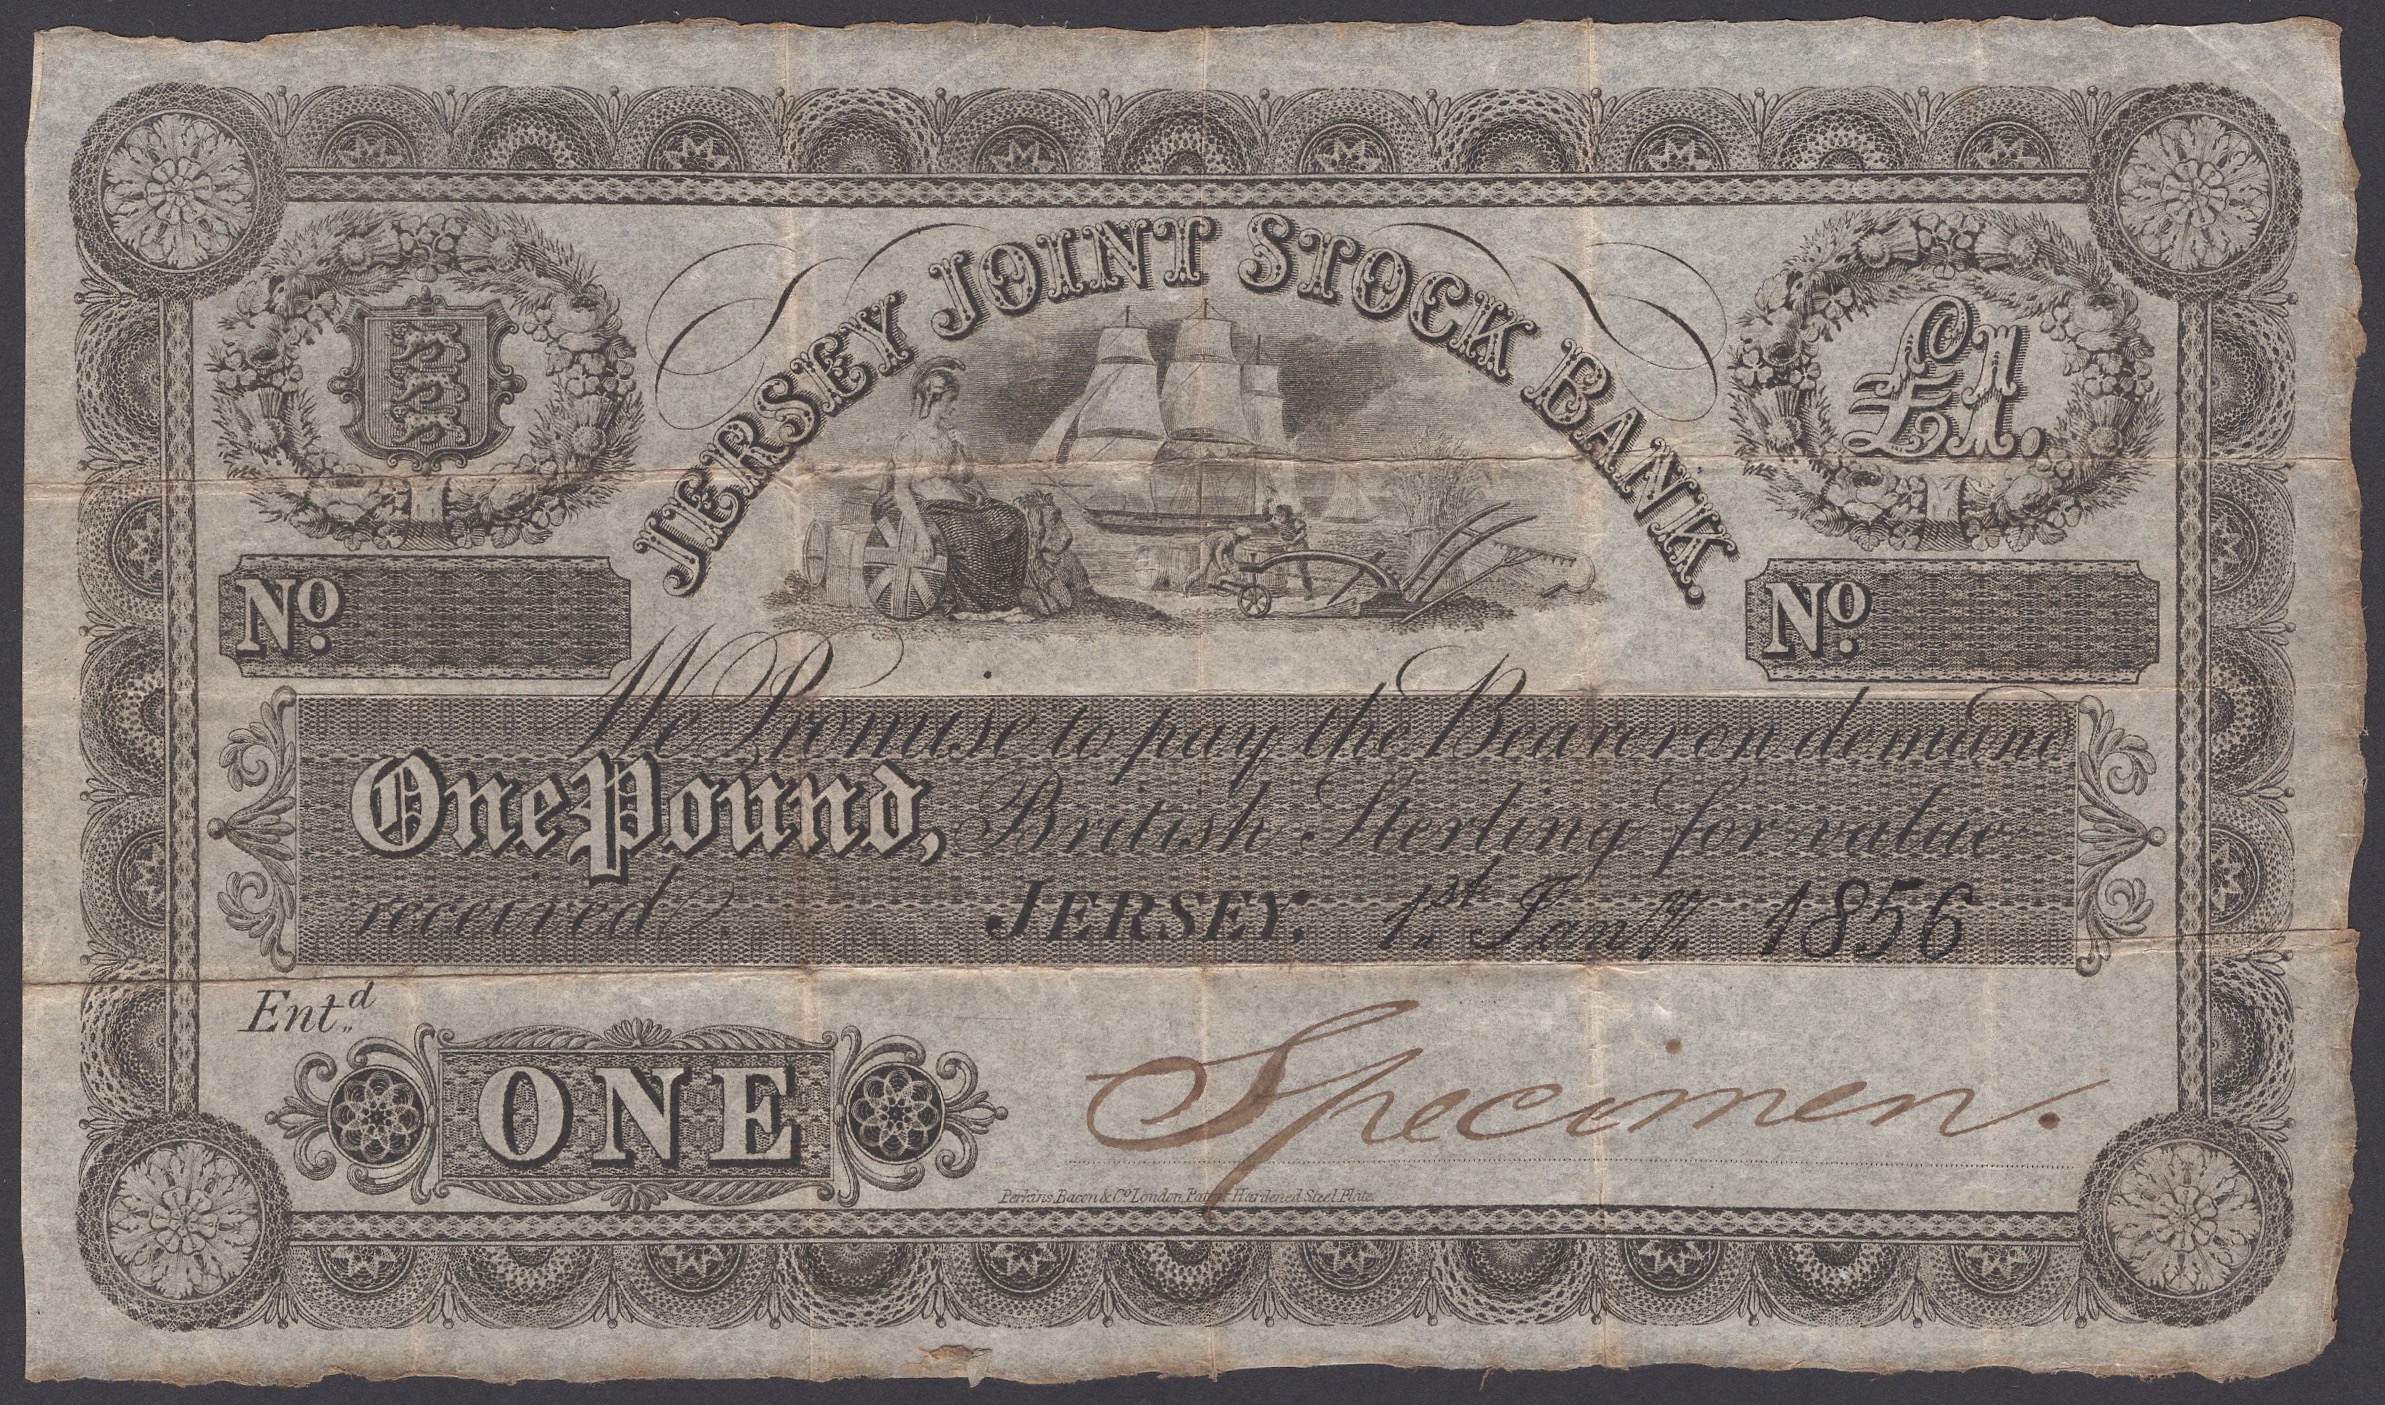 JERSEY JOINT STOCK BANK.
£1.
No.
No.
We Promise to pay the Bearer on demand
One Pound, British Sterling for value
received. JERSEY, 1st Jany. 1856
Entd
ONE
Specimen.
Perkins, Bacon & Co. London, Patent Hardened Steel Plate.